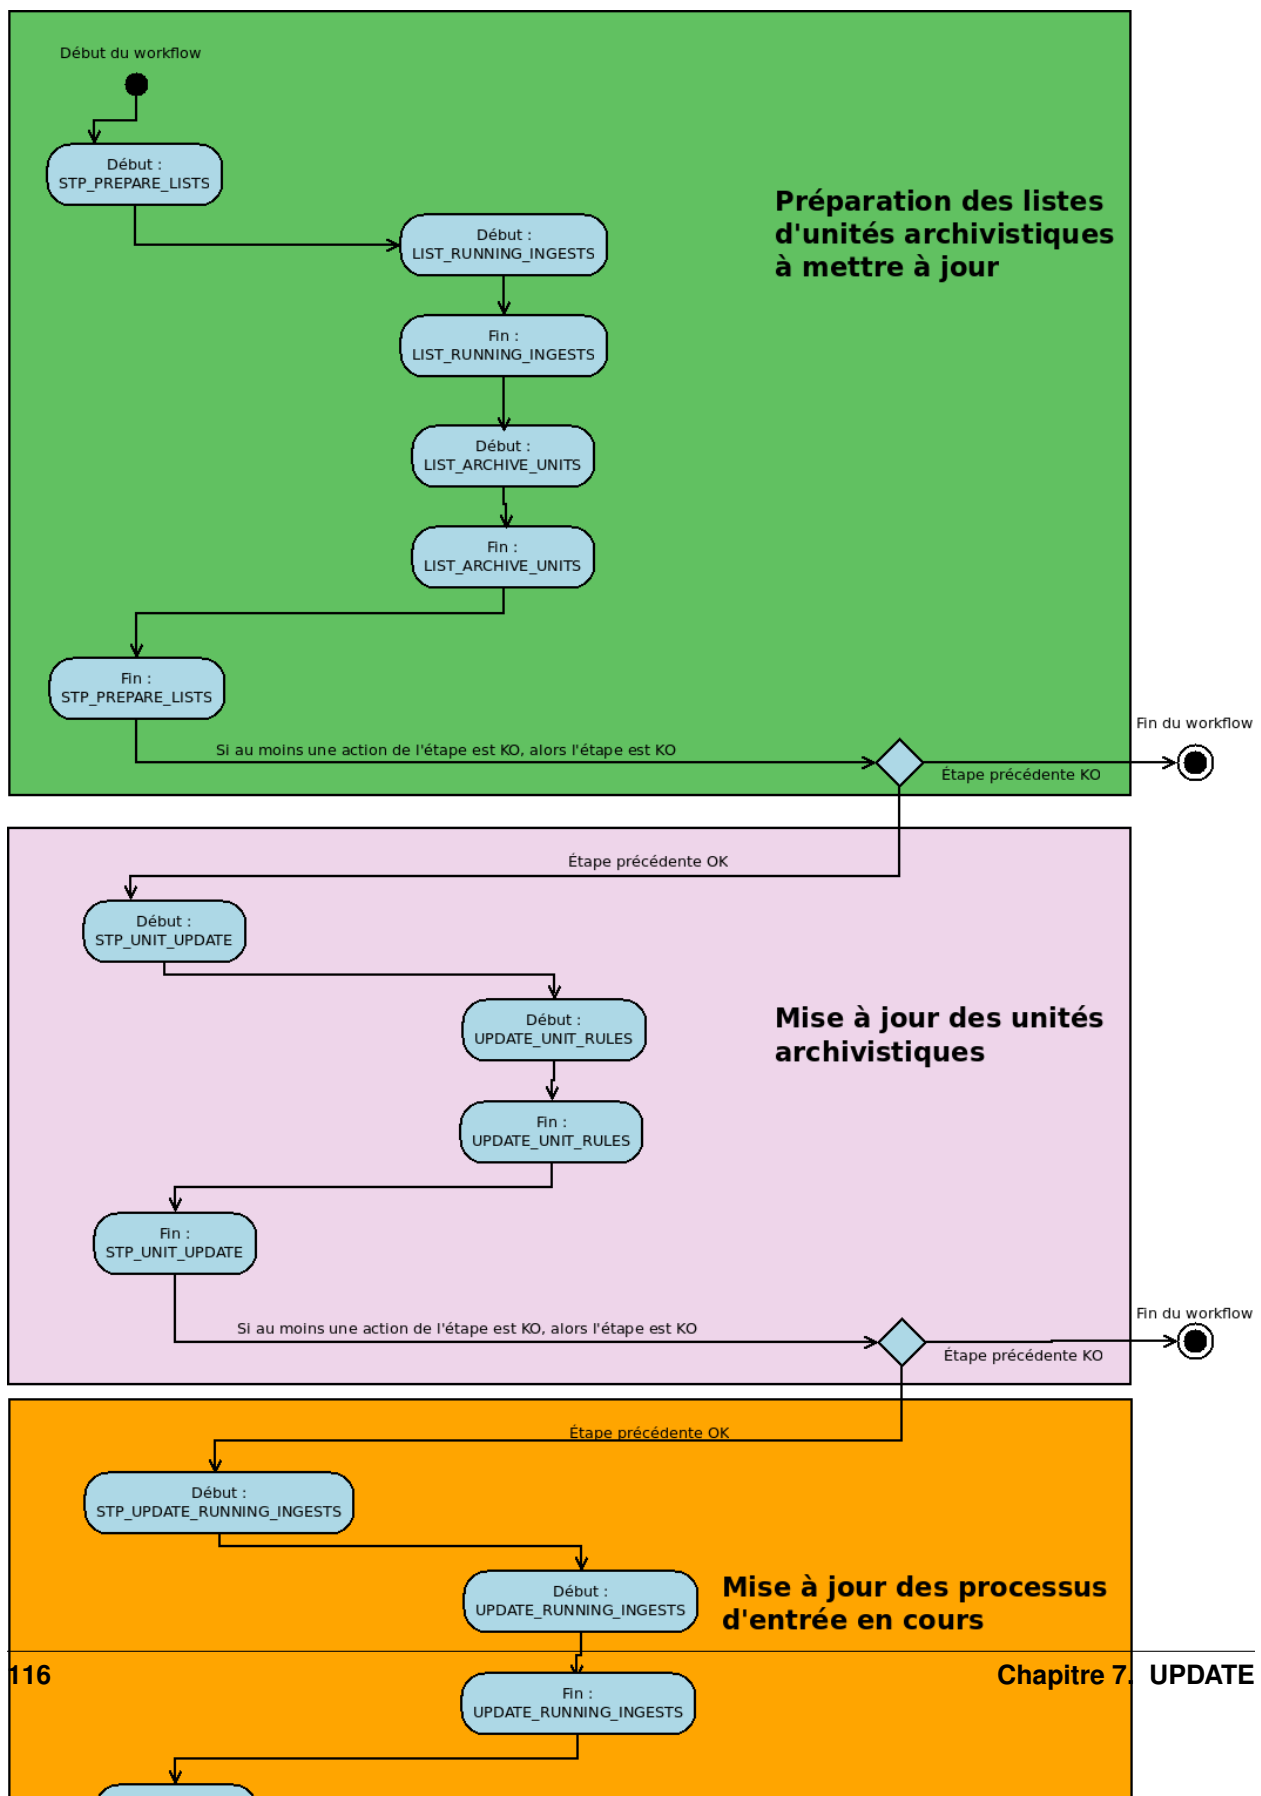 Début du workflow
Début :
STP_PREPARE_LISTS
Préparation des listes
d'unités archivistiques
à mettre à jour
Début :
LIST_RUNNING_INGESTS
Fin :
LIST_RUNNING_INGESTS
Début :
LIST_ARCHIVE_UNITS
Fin :
LIST_ARCHIVE_UNITS
Fin :
STP_PREPARE_LISTS
Fin du workflow
Si au moins une action de l'étape est KO, alors l'étape est KO
Étape précédente KO
Étape précédente OK
Début :
STP_UNIT_UPDATE
Mise à jour des unités
archivistiques
Début :
UPDATE_UNIT_RULES
Fin :
UPDATE_UNIT_RULES
Fin :
STP_UNIT_UPDATE
Fin du workflow
Si au moins une action de l'étape est KO, alors l'étape est KO
Étape précédente KO
Étape précédente OK
Début :
STP_UPDATE_RUNNING_INGESTS
Mise à jour des processus
d'entrée en cours
Début :
UPDATE_RUNNING_INGESTS
116
Chapitre 7. UPDATE
Fin :
UPDATE_RUNNING_INGESTS